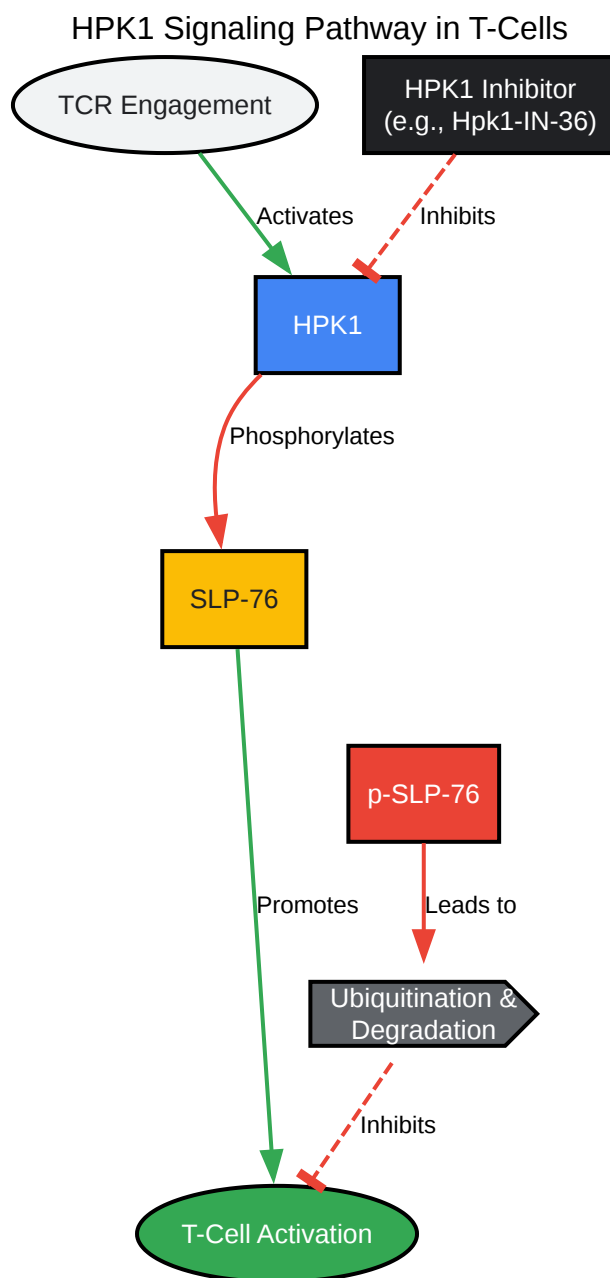 HPK1 Signaling Pathway in T-Cells
TCR Engagement
HPK1 Inhibitor
(e.g., Hpk1-IN-36)
Activates
Inhibits
HPK1
Phosphorylates
SLP-76
p-SLP-76
Promotes
Leads to
Ubiquitination &
Degradation
Inhibits
T-Cell Activation